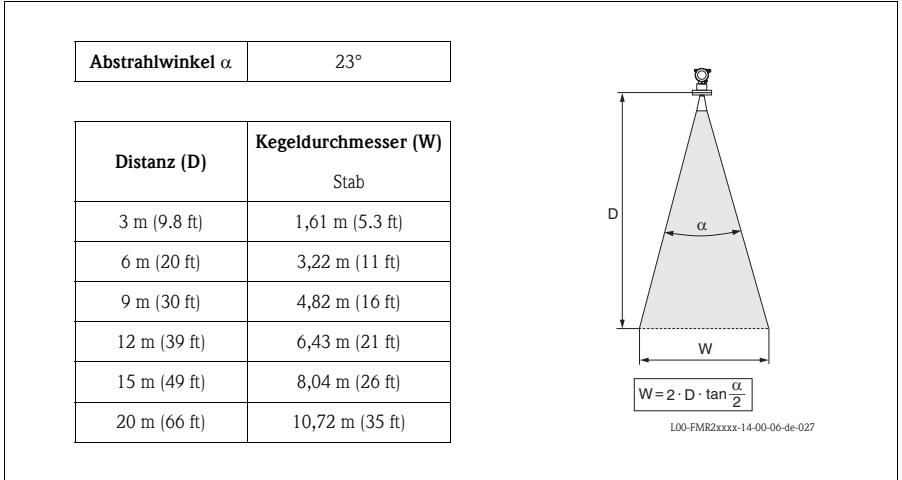 Abstrahlwinkel α 23°
Distanz (D) Kegeldurchmesser (W)
Stab
3 m (9.8 ft) 1,61 m (5.3 ft)
6 m (20 ft) 3,22 m (11 ft)
9 m (30 ft) 4,82 m (16 ft)
12 m (39 ft) 6,43 m (21 ft)
15 m (49 ft) 8,04 m (26 ft)
20 m (66 ft) 10,72 m (35 ft)
D
α
W
W = 2 · D · tan α/2
L00-FMR2xxxx-14-00-06-de-027